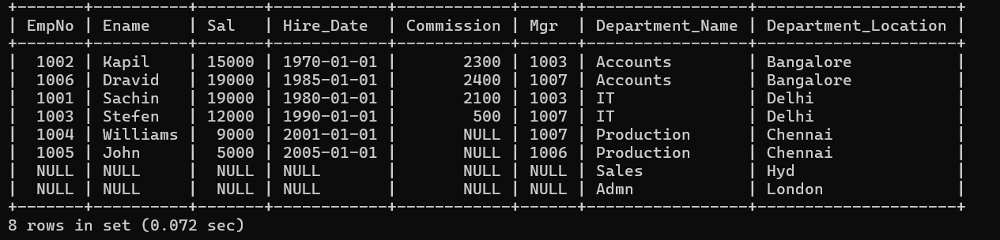 +-------+----------+-------+------------+------------+------+-----------------+---------------------+
| EmpNo | Ename    | Sal   | Hire_Date  | Commission | Mgr  | Department_Name | Department_Location |
+-------+----------+-------+------------+------------+------+-----------------+---------------------+
|  1002 | Kapil    | 15000 | 1970-01-01 |       2300 | 1003 | Accounts        | Bangalore           |
|  1006 | Dravid   | 19000 | 1985-01-01 |       2400 | 1007 | Accounts        | Bangalore           |
|  1001 | Sachin   | 19000 | 1980-01-01 |       2100 | 1003 | IT              | Delhi               |
|  1003 | Stefen   | 12000 | 1990-01-01 |        500 | 1007 | IT              | Delhi               |
|  1004 | Williams |  9000 | 2001-01-01 |       NULL | 1007 | Production      | Chennai             |
|  1005 | John     |  5000 | 2005-01-01 |       NULL | 1006 | Production      | Chennai             |
|  NULL | NULL     |  NULL | NULL       |       NULL | NULL | Sales           | Hyd                 |
|  NULL | NULL     |  NULL | NULL       |       NULL | NULL | Admn            | London              |
+-------+----------+-------+------------+------------+------+-----------------+---------------------+
8 rows in set (0.072 sec)